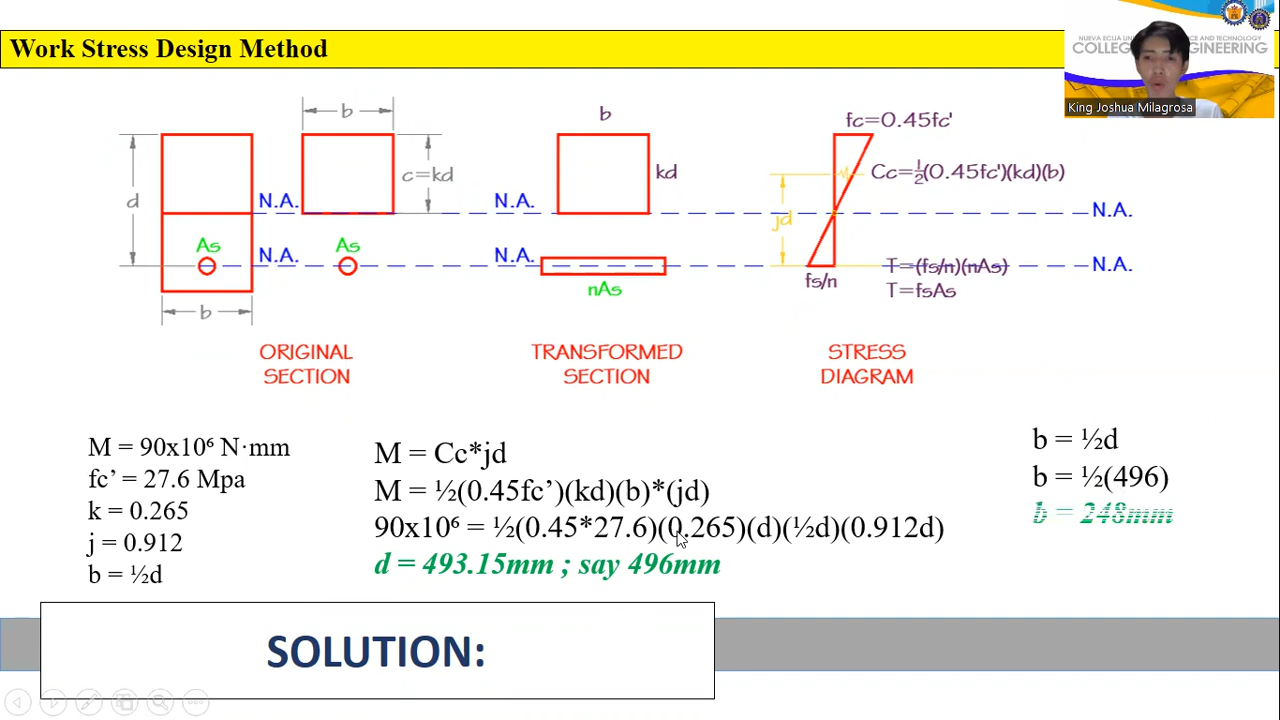 Work Stress Design Method
COLLEGE
ENGINEERING
King Joshua Milagrosa
b
d
N.A.
As
N.A.
b
b
c=kd
As
N.A.
N.A.
b
kd
nAs
fc=0.45fc'
Cc=½(0.45fc')(kd)(b)
jd
N.A.
T=(fs/n)(nAs)
N.A.
fs/n
T=fsAs
ORIGINAL
SECTION
TRANSFORMED
SECTION
STRESS
DIAGRAM
M = 90x10⁶ N·mm
fc’ = 27.6 Mpa
k = 0.265
j = 0.912
b = ½d
M = Cc*jd
M = ½(0.45fc’)(kd)(b)*(jd)
90x10⁶ = ½(0.45*27.6)(0.265)(d)(½d)(0.912d)
d = 493.15mm ; say 496mm
b = ½d
b = ½(496)
b = 248mm
SOLUTION: